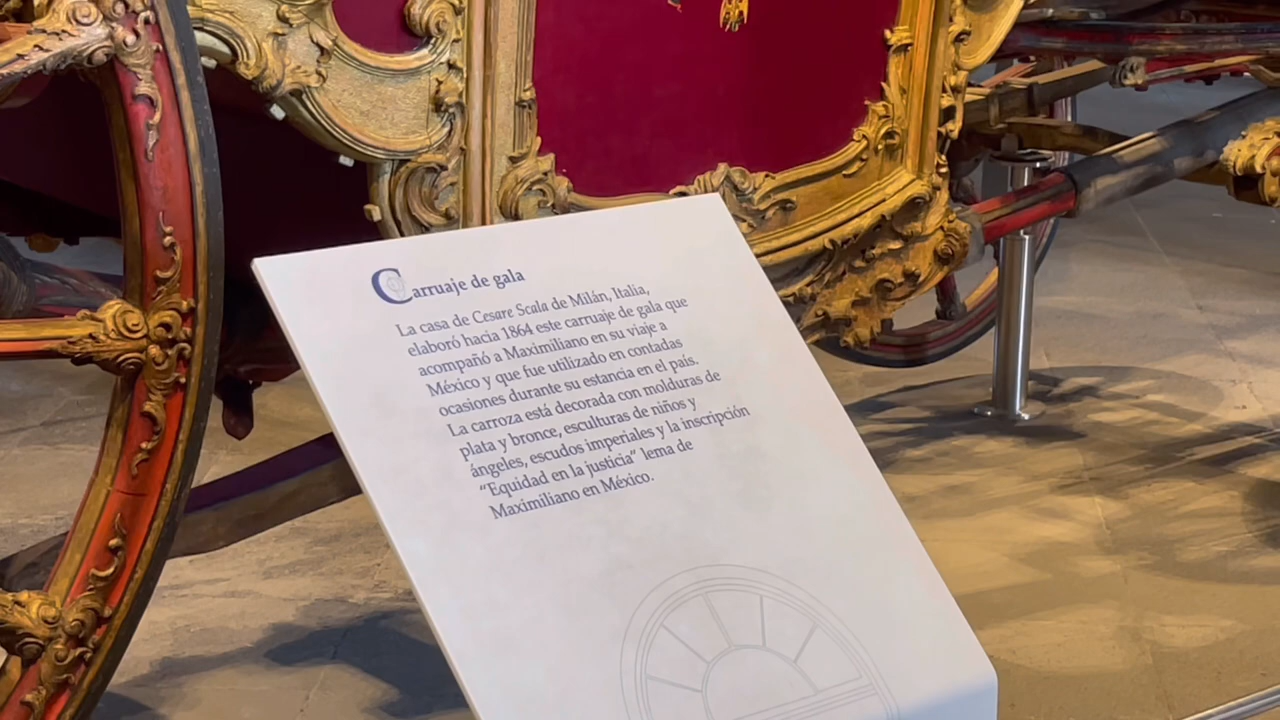 Carruaje de gala
La casa de Cesare Scala de Milán, Italia,
elaboró hacia 1864 este carruaje de gala que
acompañó a Maximiliano en su viaje a
México y que fue utilizado en contadas
ocasiones durante su estancia en el país.
La carroza está decorada con molduras de
plata y bronce, esculturas de niños y
ángeles, escudos imperiales y la inscripción
“Equidad en la justicia” lema de
Maximiliano en México.